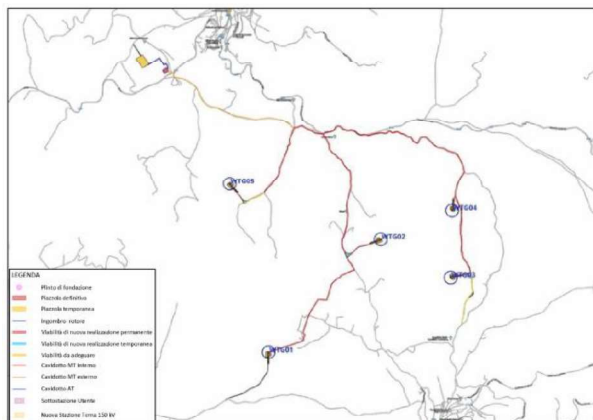 WTG05
WTG04
WTG02
WTG03
WTG01
LEGENDA
Plinto di fondazione
Piazzola definitiva
Piazzola temporanea
Ingombro rotore
Viabilità di nuova realizzazione permanente
Viabilità di nuova realizzazione temporanea
Viabilità da adeguare
Cavidotto MT interno
Cavidotto MT esterno
Cavidotto AT
Sottostazione Utente
Nuova Stazione Terna 150 kV